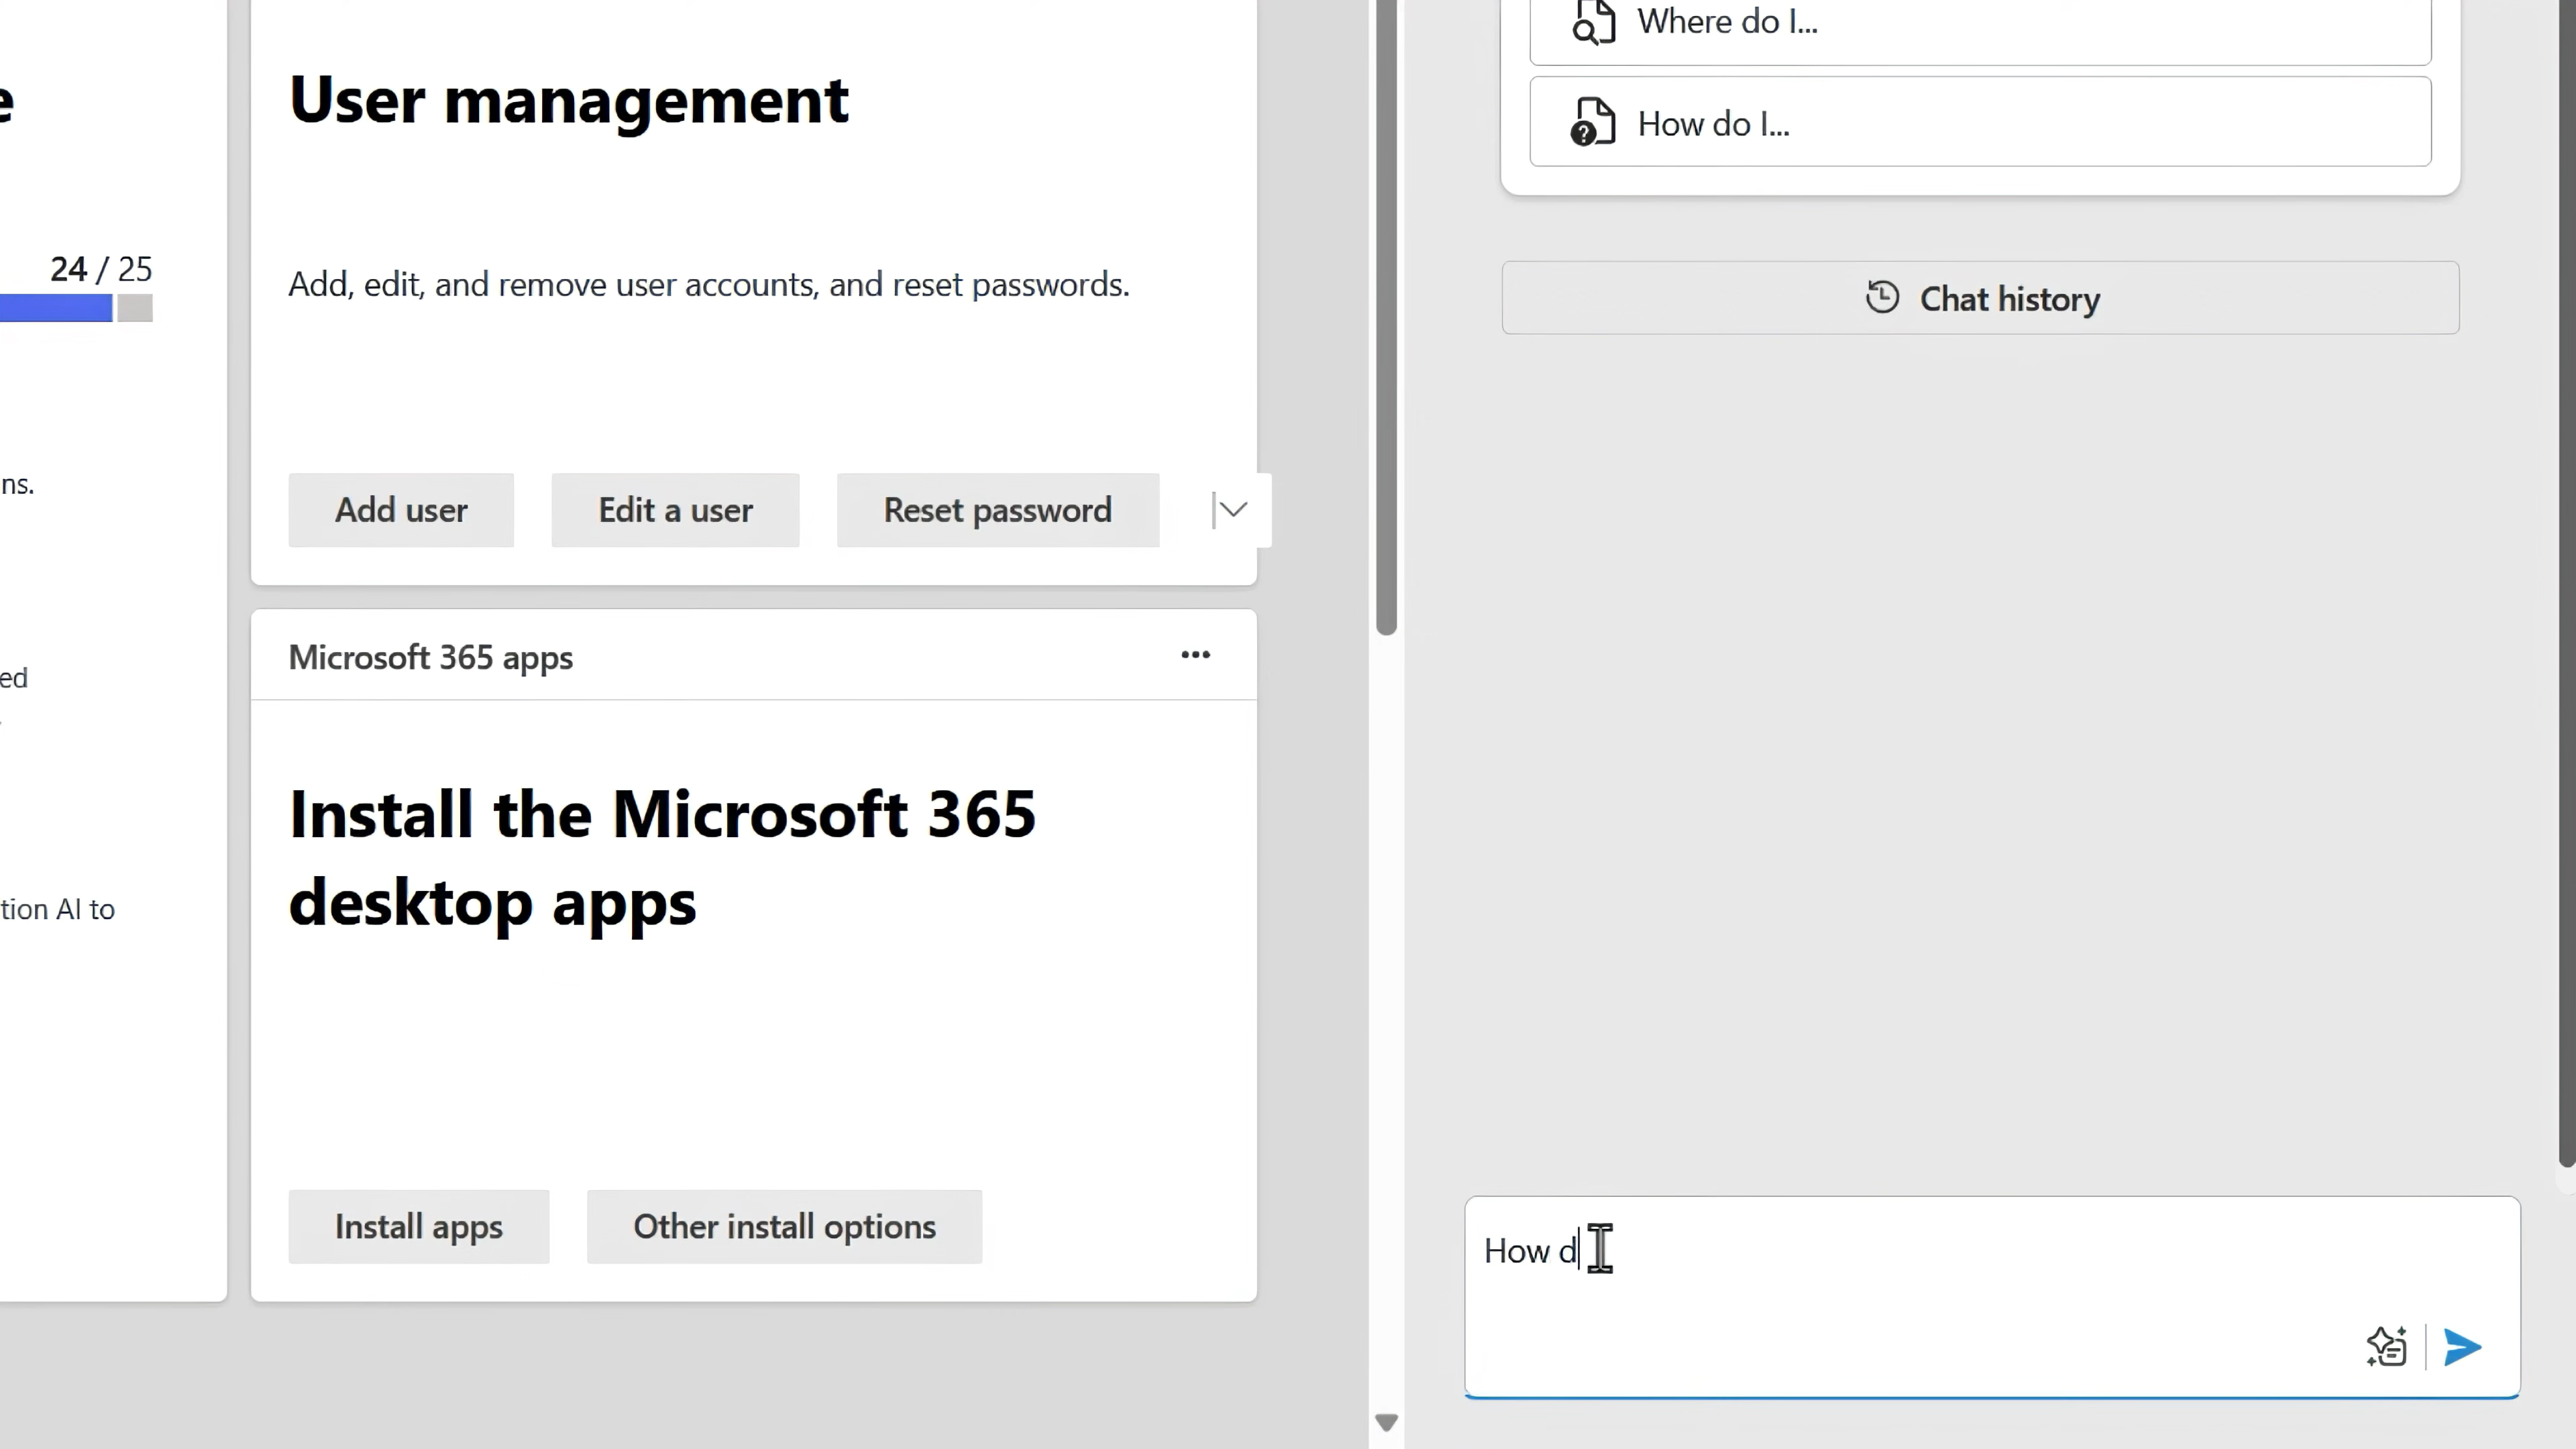 e
24 / 25
ns.
ed
.
tion AI to
User management
Add, edit, and remove user accounts, and reset passwords.
Add user
Edit a user
Reset password
Microsoft 365 apps
Install the Microsoft 365
desktop apps
Install apps
Other install options
Where do I...
How do I...
Chat history
How d